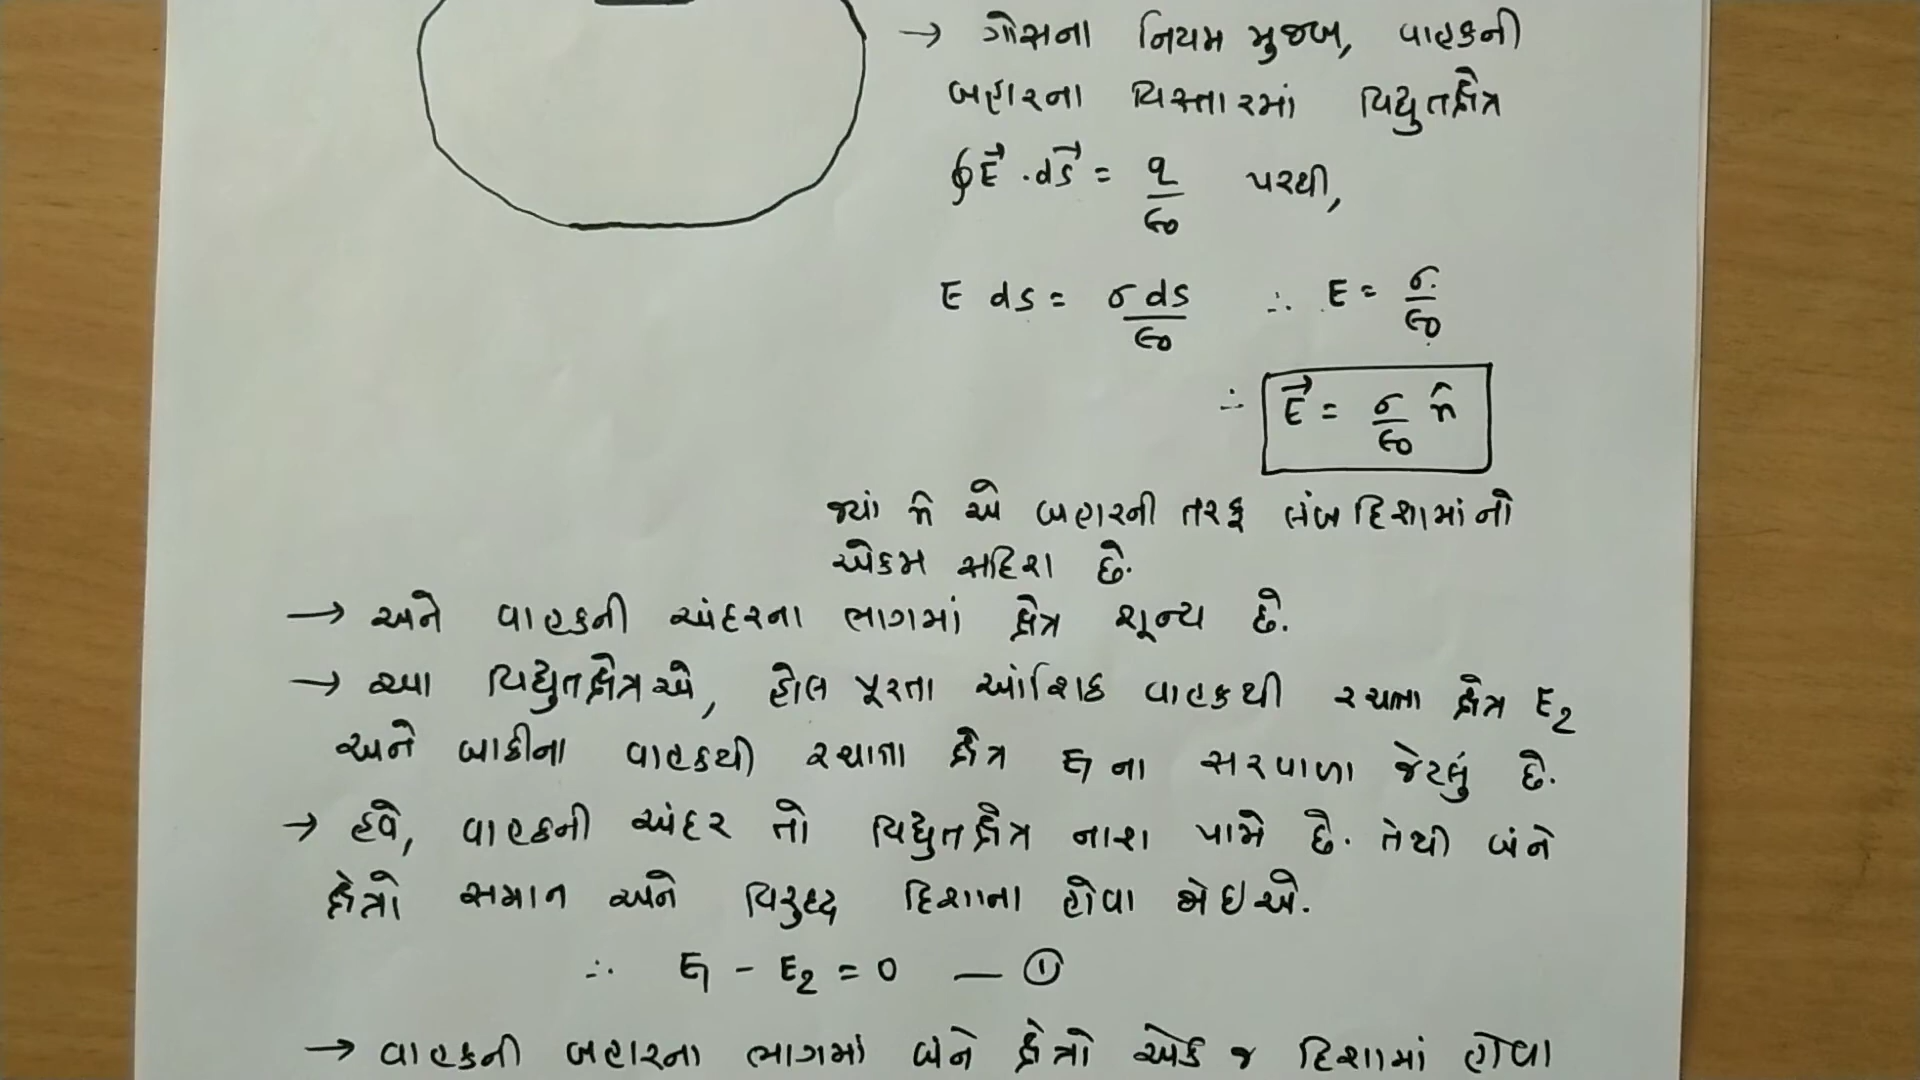 → ગોસના નિયમ મુજબ, વાહકની
બહારના વિસ્તારમાં વિદ્યુતક્ષેત્ર
∮E⃗ . dS⃗ = q/ε₀ પરથી,
E ds = σ ds/ε₀ ∴ E = σ/ε₀
∴ E⃗ = σ/ε₀ n̂
જ્યાં n̂ એ બહારની તરફ લંબ દિશામાંનો
એકમ સદિશ છે.
→ અને વાહકની અંદરના ભાગમાં ક્ષેત્ર શૂન્ય છે.
→ આ વિદ્યુતક્ષેત્ર એ, હોલ પૂરતા આંશિક વાહકથી રચાતા ક્ષેત્ર E₂
અને બાકીના વાહકથી રચાતા ક્ષેત્ર E₁ ના સરવાળા જેટલું છે.
→ હવે, વાહકની અંદર તો વિદ્યુતક્ષેત્ર નાશ પામે છે. તેથી બંને
ક્ષેત્રો સમાન અને વિરુદ્ધ દિશાના હોવા જોઇએ.
∴ E₁ - E₂ = 0 — ①
→ વાહકની બહારના ભાગમાં બંને ક્ષેત્રો એક જ દિશામાં હોવા